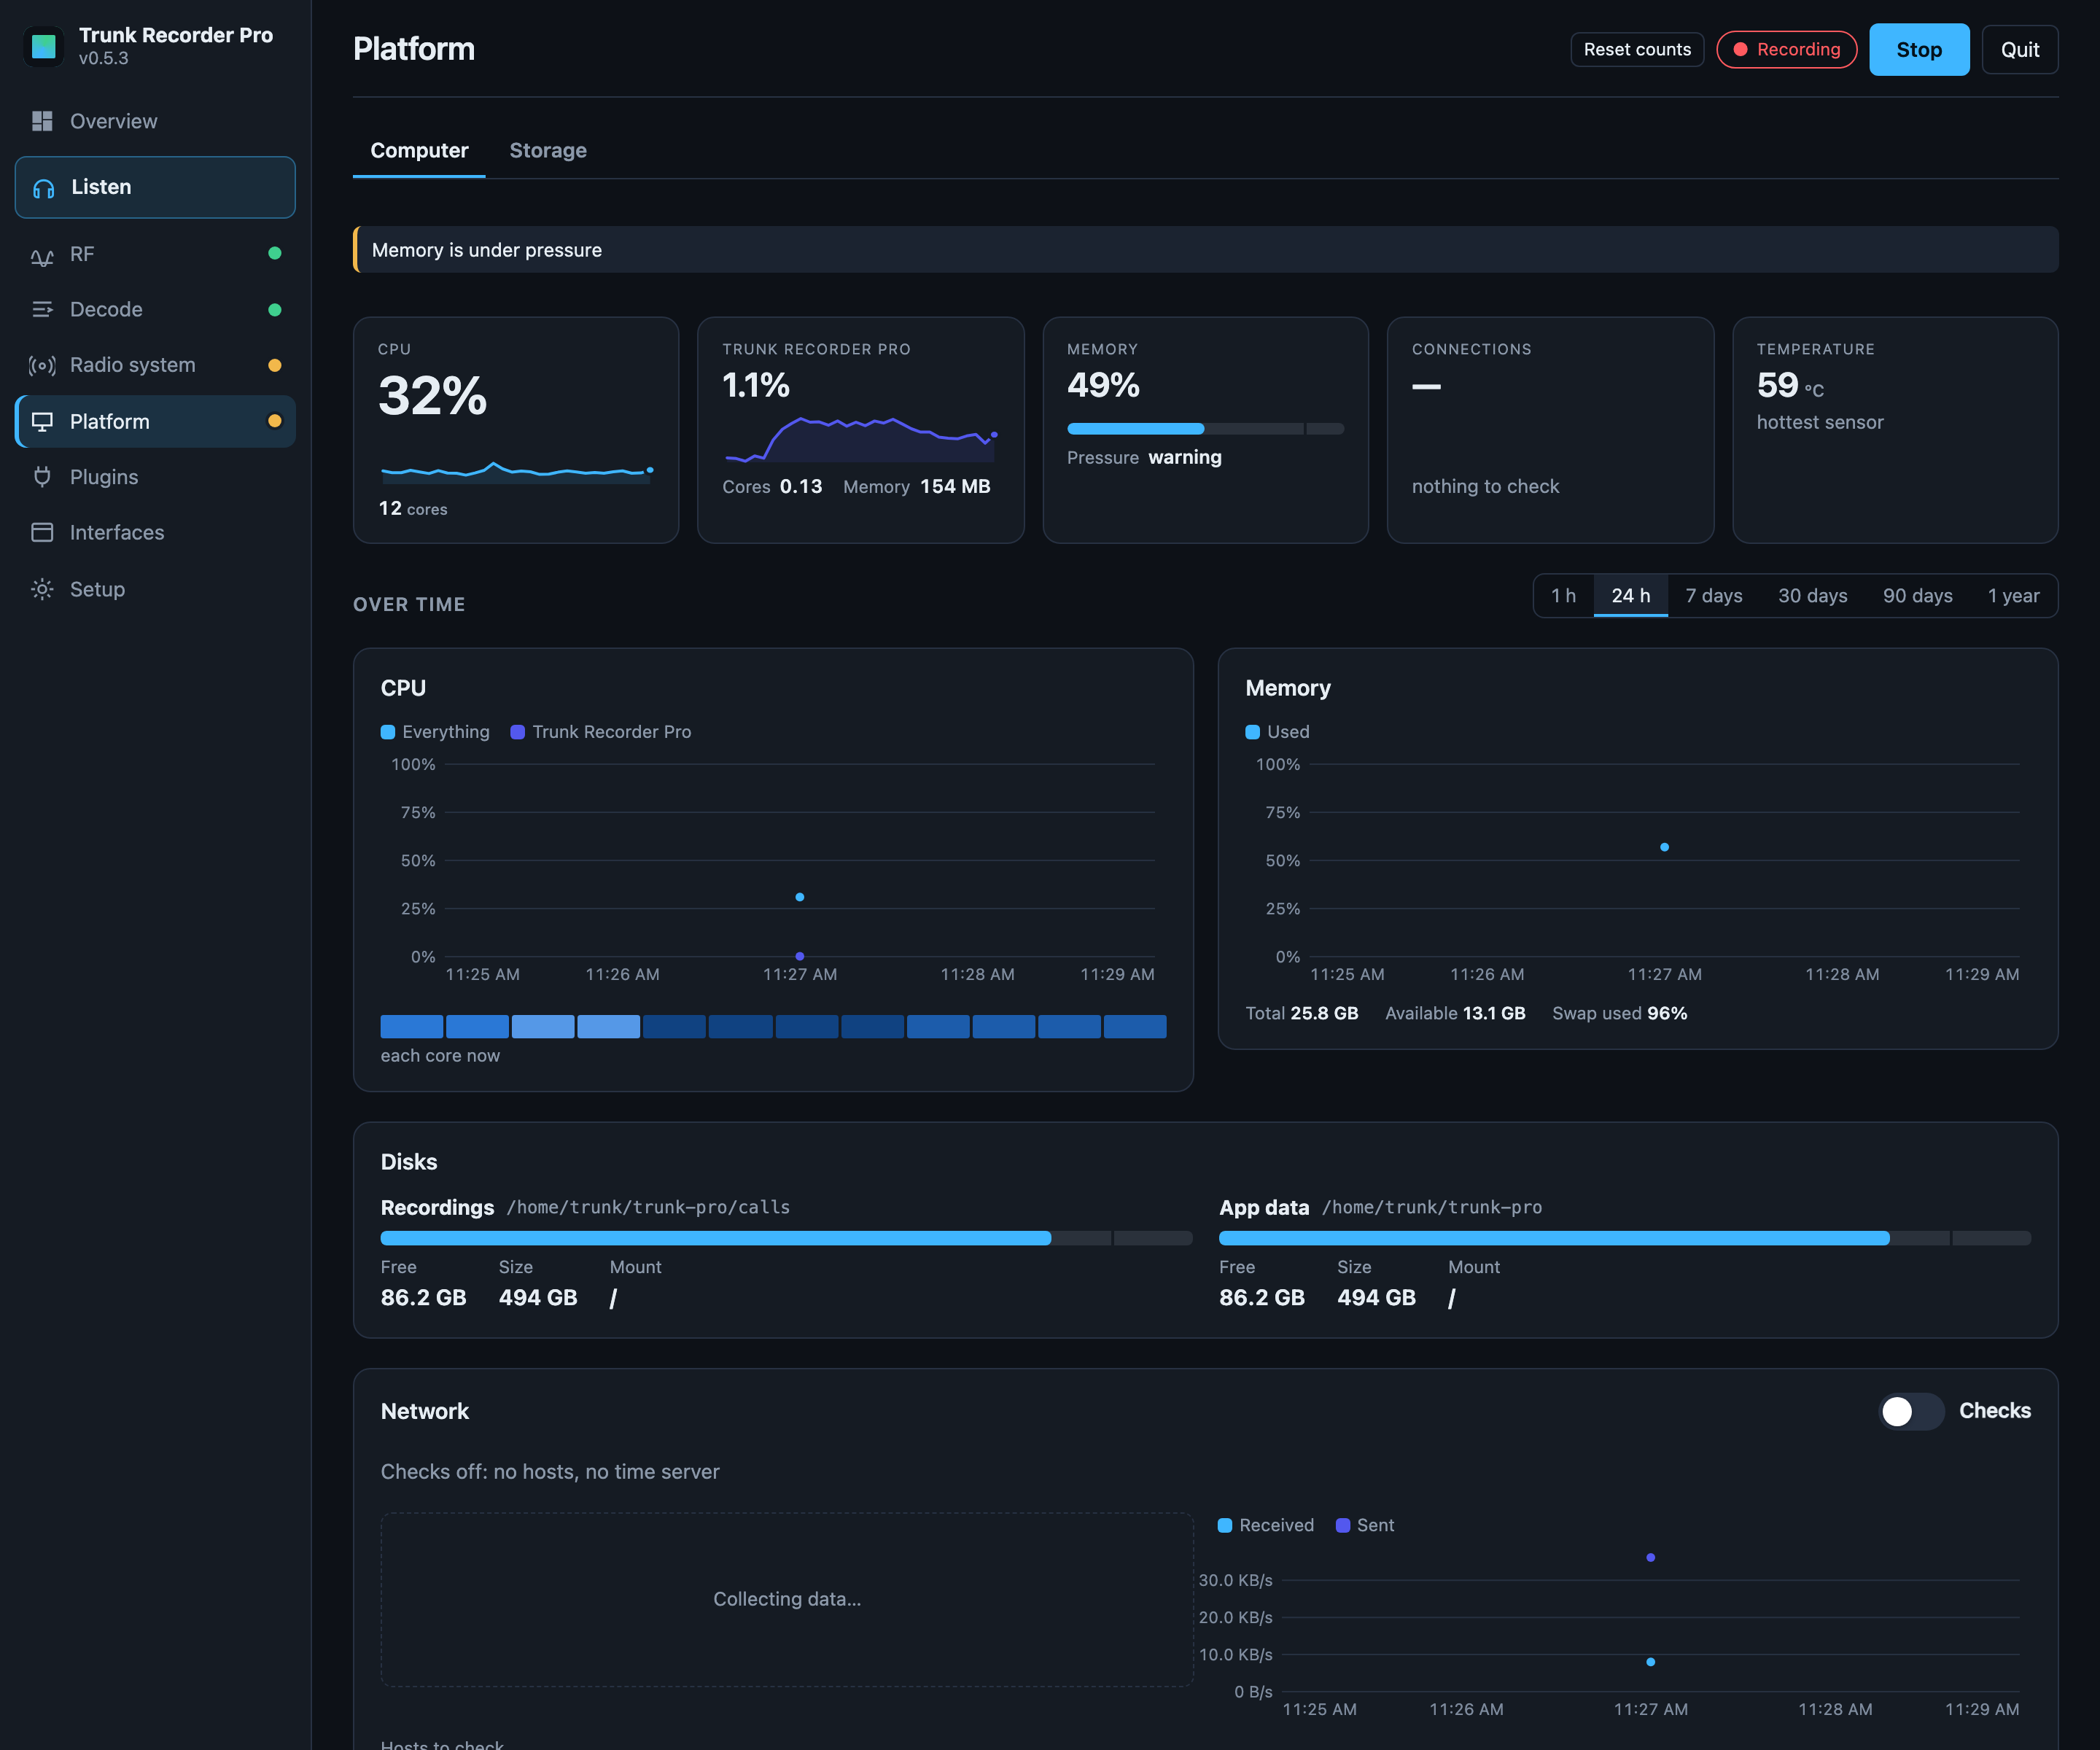 Trunk Recorder Pro
v0.5.3
Overview
Listen
RF
Decode
Radio system
Platform
Plugins
Interfaces
Setup
Platform
Reset counts
Recording
Stop
Quit
Computer
Storage
Memory is under pressure
CPU
32%
12 cores
TRUNK RECORDER PRO
1.1%
Cores 0.13 Memory 154 MB
MEMORY
49%
Pressure warning
CONNECTIONS
—
nothing to check
TEMPERATURE
59 °C
hottest sensor
OVER TIME
1 h
24 h
7 days
30 days
90 days
1 year
CPU
Everything
Trunk Recorder Pro
100%
75%
50%
25%
0%
11:25 AM 11:26 AM 11:27 AM 11:28 AM 11:29 AM
each core now
Memory
Used
100%
75%
50%
25%
0%
11:25 AM 11:26 AM 11:27 AM 11:28 AM 11:29 AM
Total 25.8 GB Available 13.1 GB Swap used 96%
Disks
Recordings /home/trunk/trunk-pro/calls
Free Size Mount
86.2 GB 494 GB /
App data /home/trunk/trunk-pro
Free Size Mount
86.2 GB 494 GB /
Network
Checks
Checks off: no hosts, no time server
Collecting data...
Received
Sent
30.0 KB/s
20.0 KB/s
10.0 KB/s
0 B/s
11:25 AM 11:26 AM 11:27 AM 11:28 AM 11:29 AM
Hosts to check